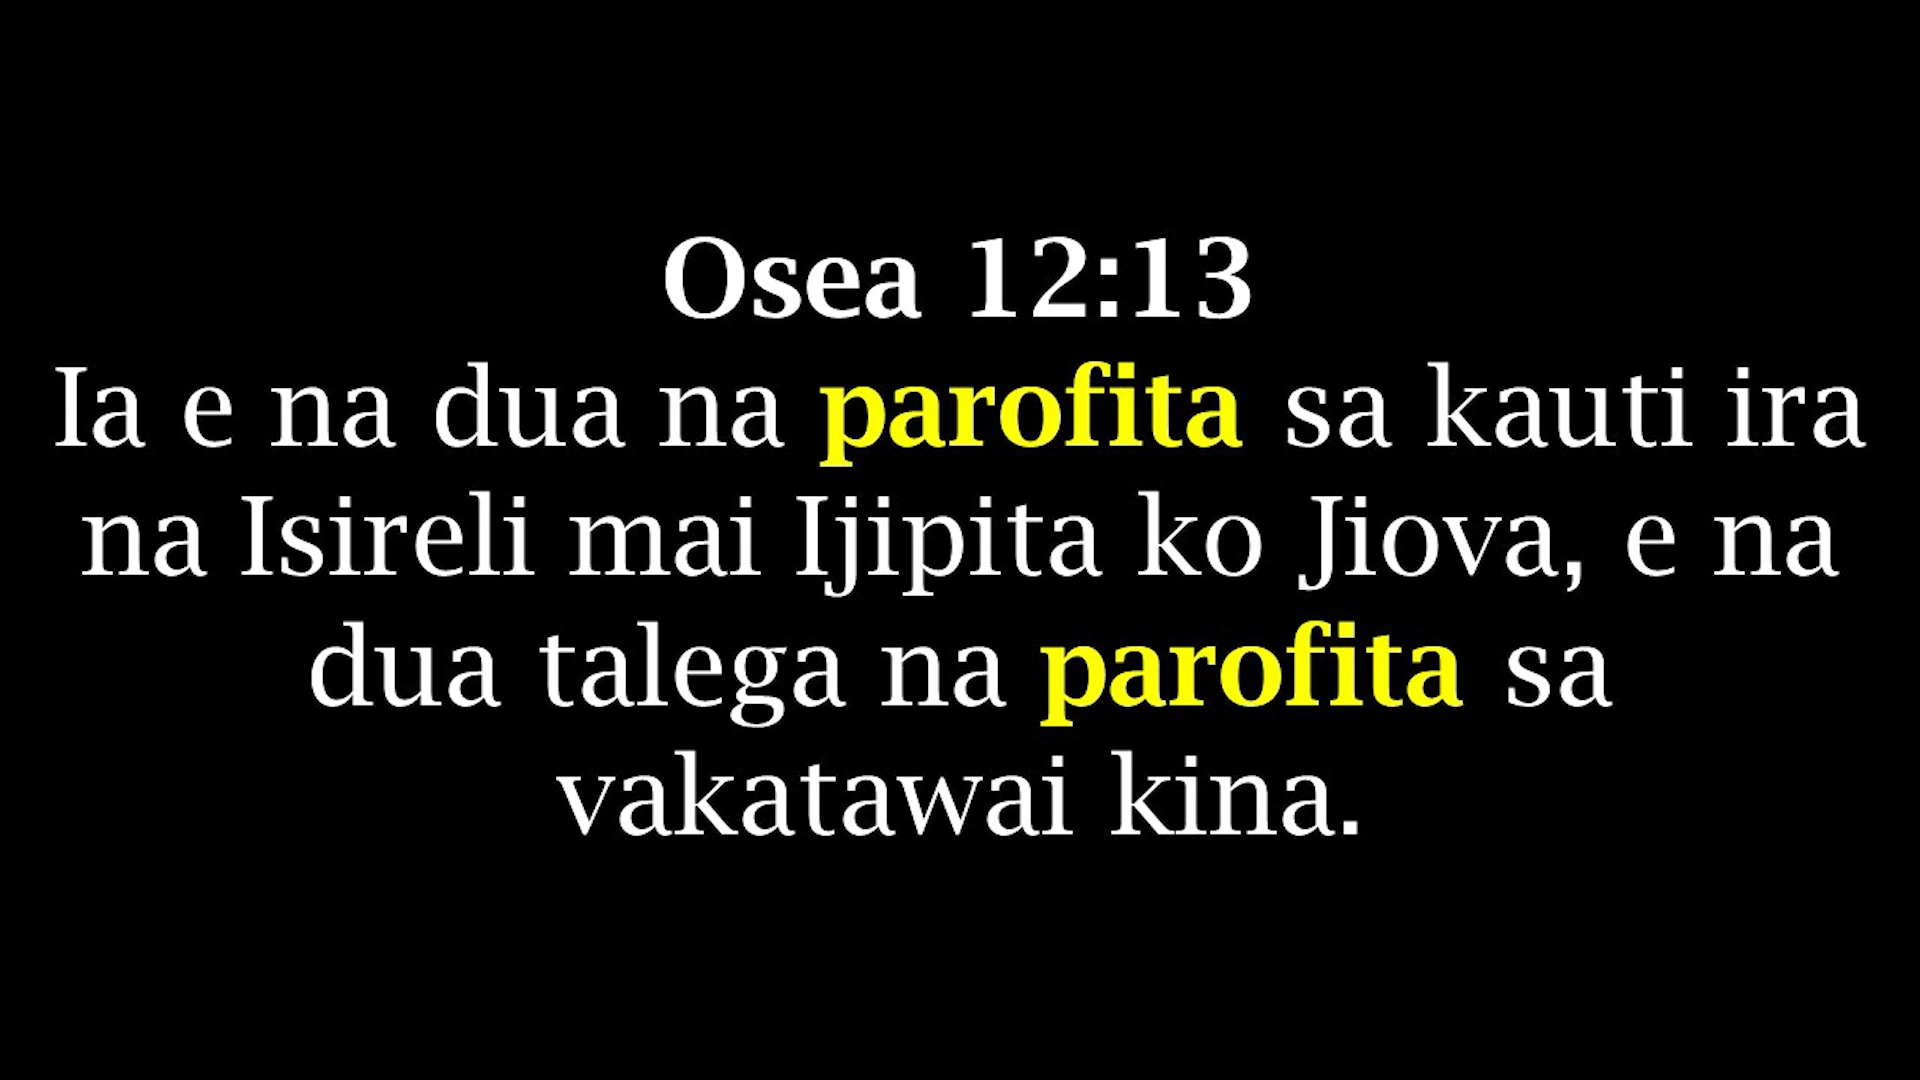 Osea 12:13
Ia e na dua na parofita sa kauti ira
na Isireli mai Ijipita ko Jiova, e na
dua talega na parofita sa
vakatawai kina.